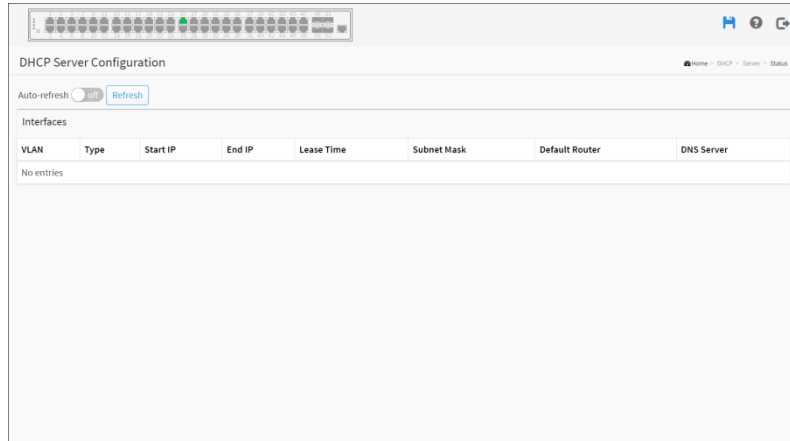 DHCP Server Configuration
Home > DHCP > Server > Status
Auto-refresh off Refresh
Interfaces
VLAN Type Start IP End IP Lease Time Subnet Mask Default Router DNS Server
No entries